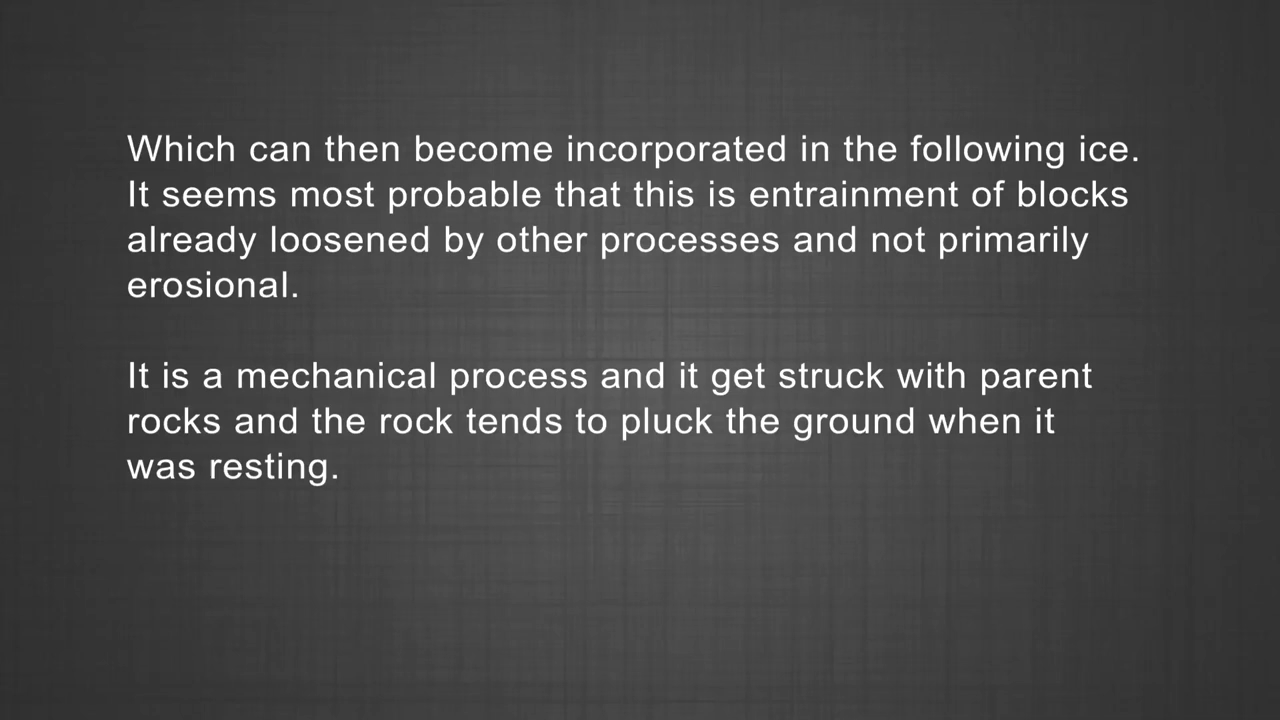 Which can then become incorporated in the following ice.
It seems most probable that this is entrainment of blocks
already loosened by other processes and not primarily
erosional.
It is a mechanical process and it get struck with parent
rocks and the rock tends to pluck the ground when it
was resting.